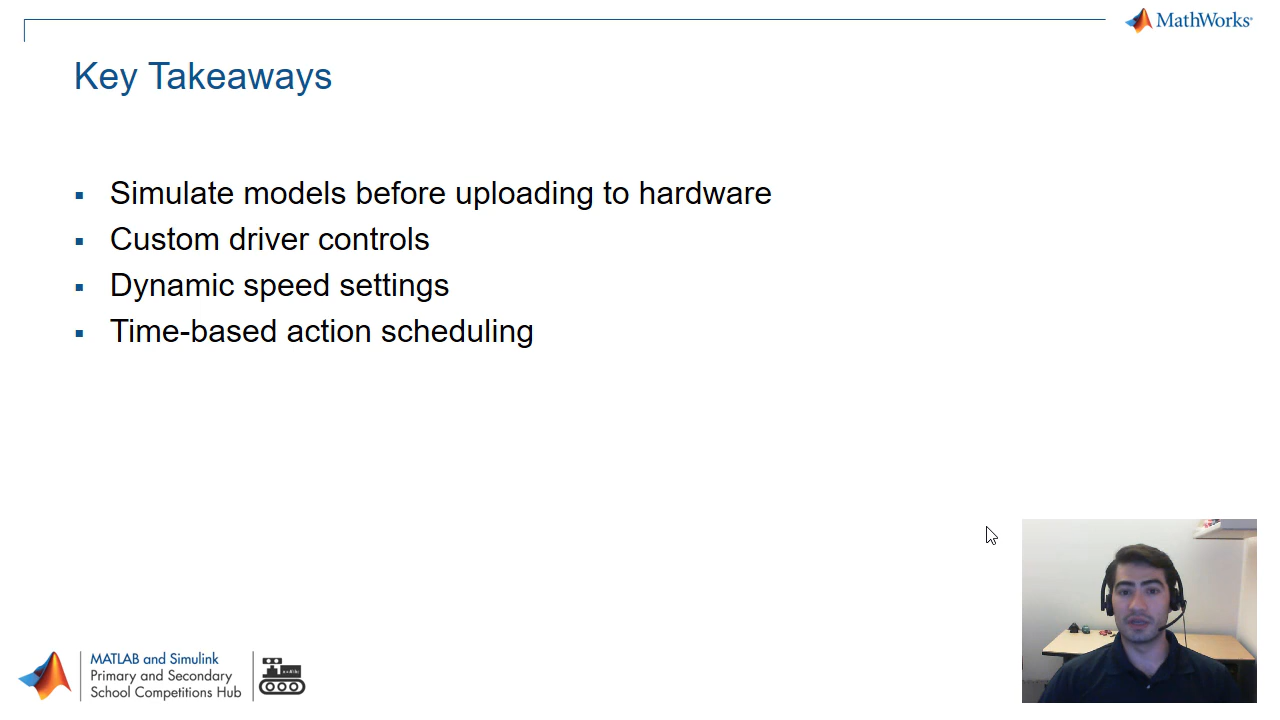 MathWorks
Key Takeaways
Simulate models before uploading to hardware
Custom driver controls
Dynamic speed settings
Time-based action scheduling
MATLAB and Simulink
Primary and Secondary
School Competitions Hub